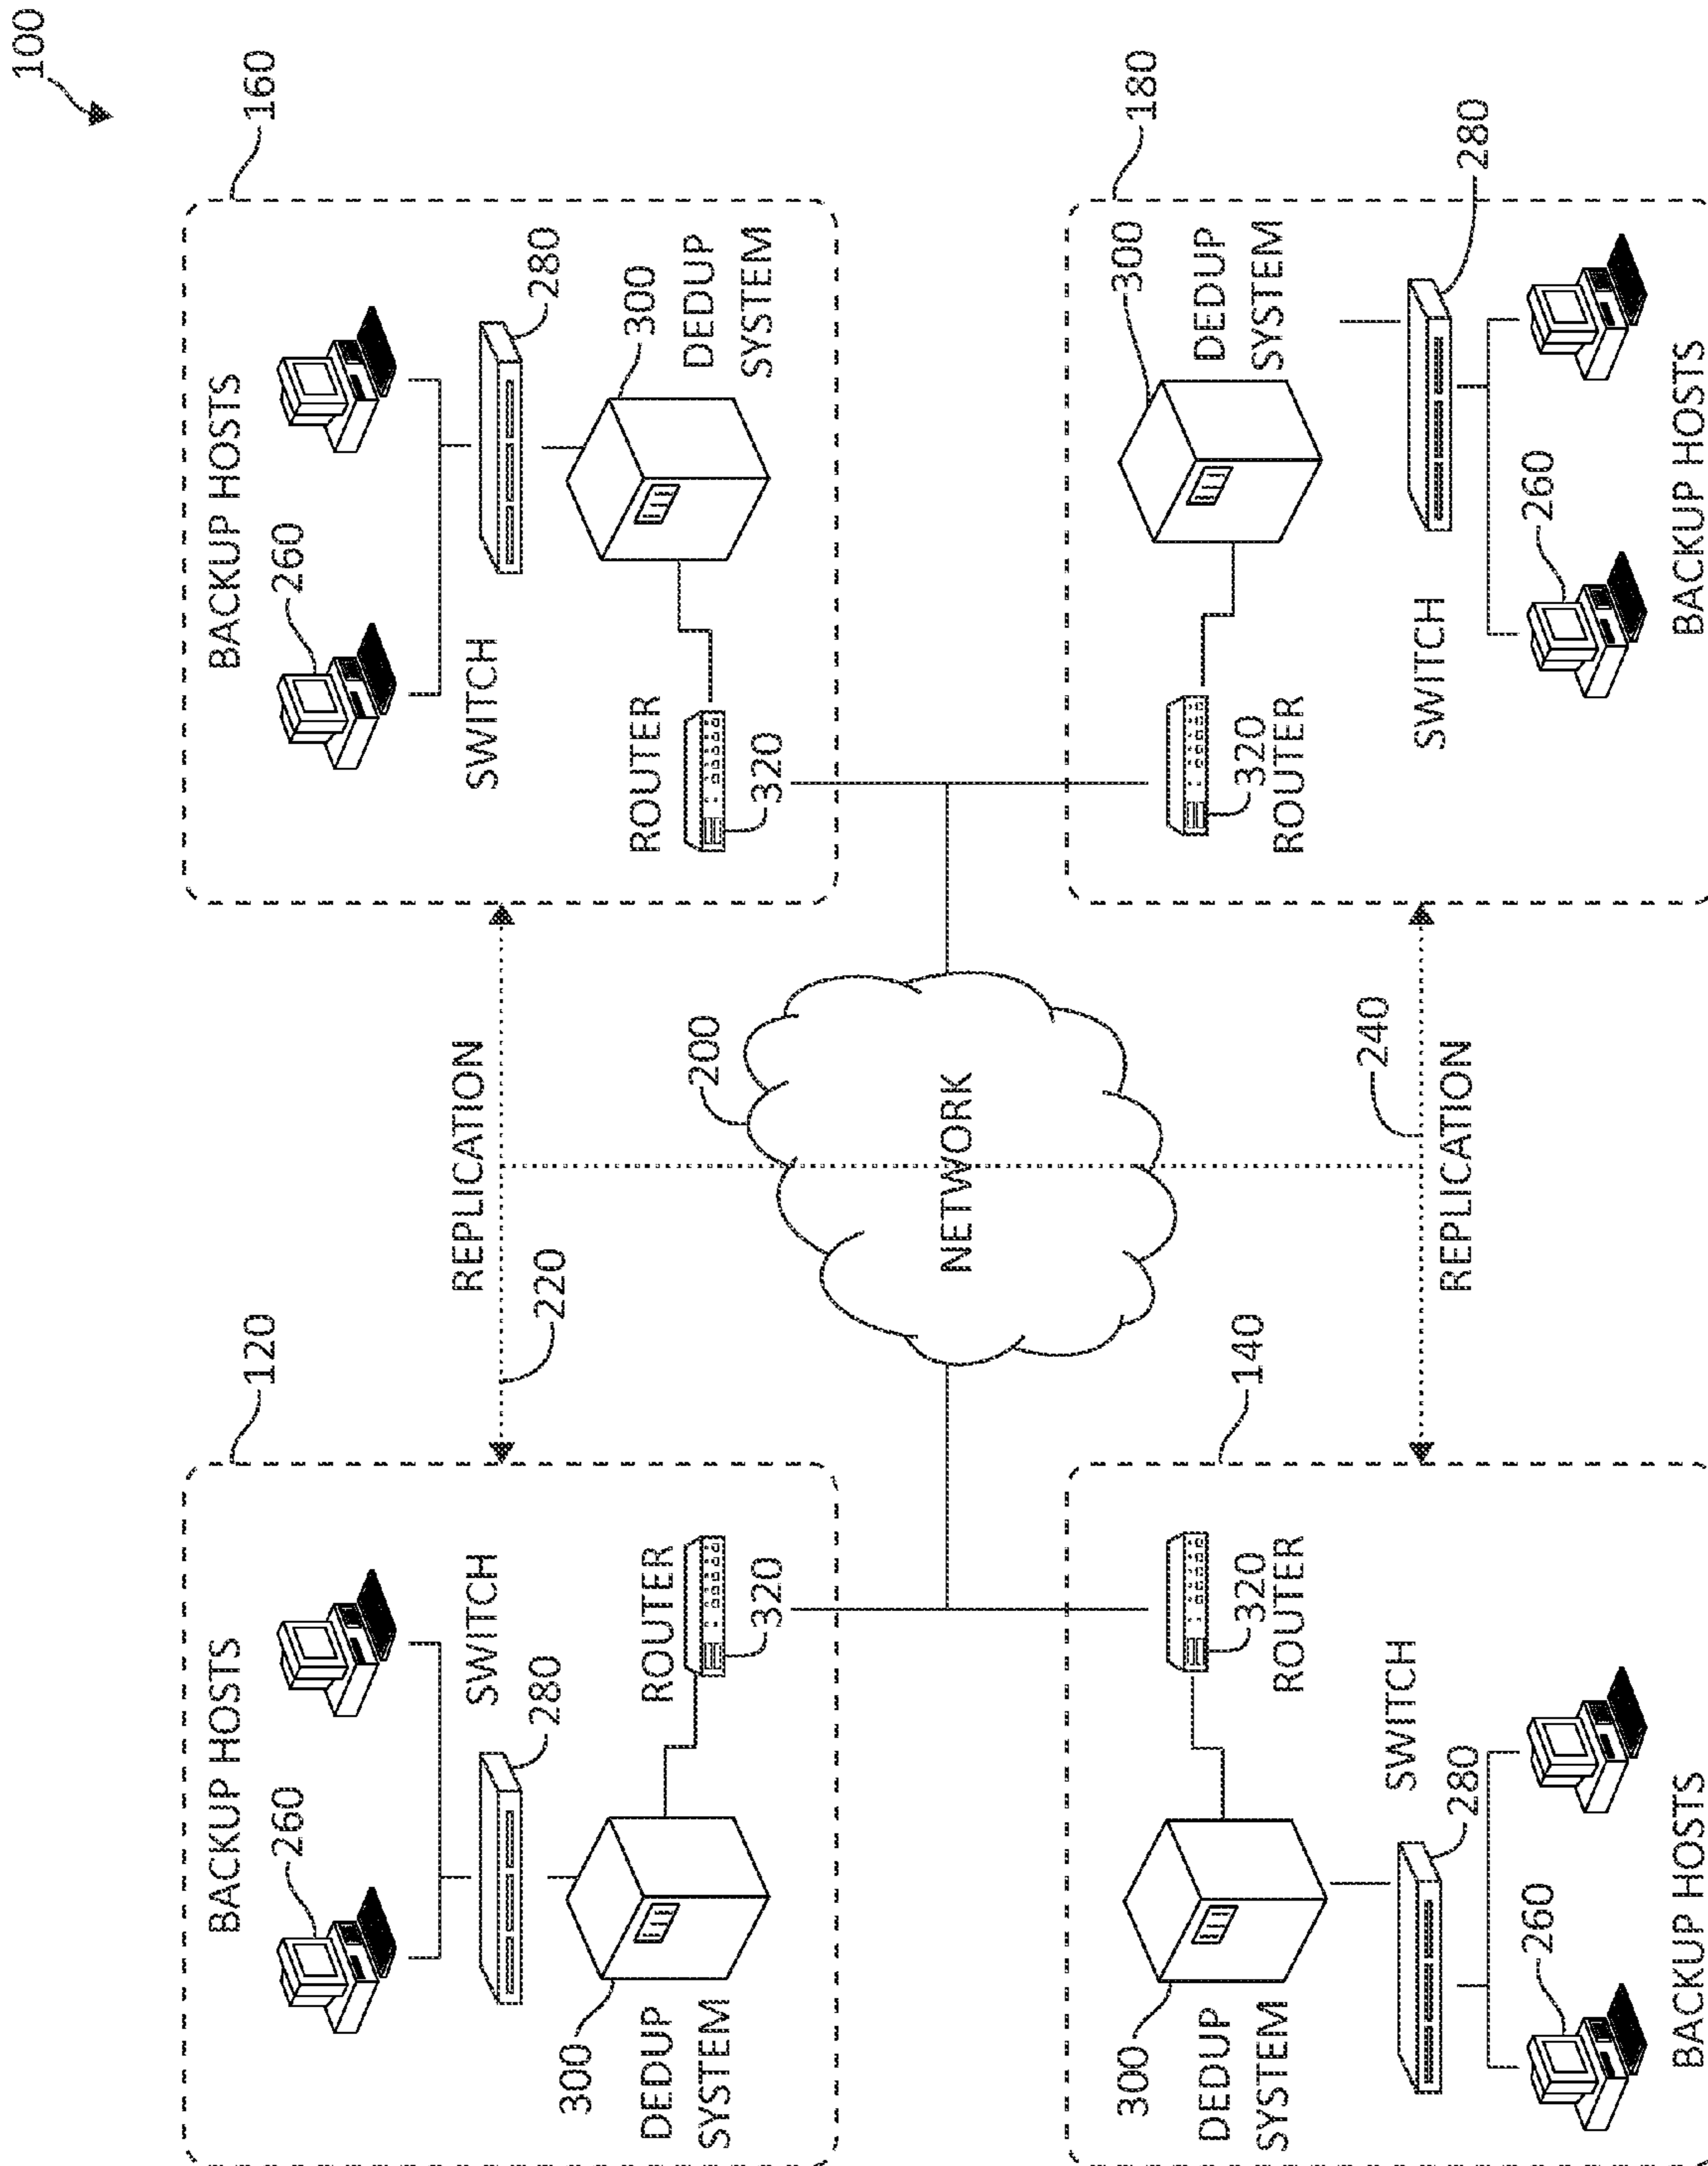 100
120
BACKUP HOSTS
260
SWITCH
280
300
DEDUP
SYSTEM
ROUTER
320
REPLICATION
220
160
BACKUP HOSTS
260
SWITCH
280
300
DEDUP
SYSTEM
ROUTER
320
200
NETWORK
140
300
DEDUP
SYSTEM
320
ROUTER
SWITCH
280
260
BACKUP HOSTS
240
REPLICATION
180
300
DEDUP
SYSTEM
320
ROUTER
SWITCH
280
260
BACKUP HOSTS